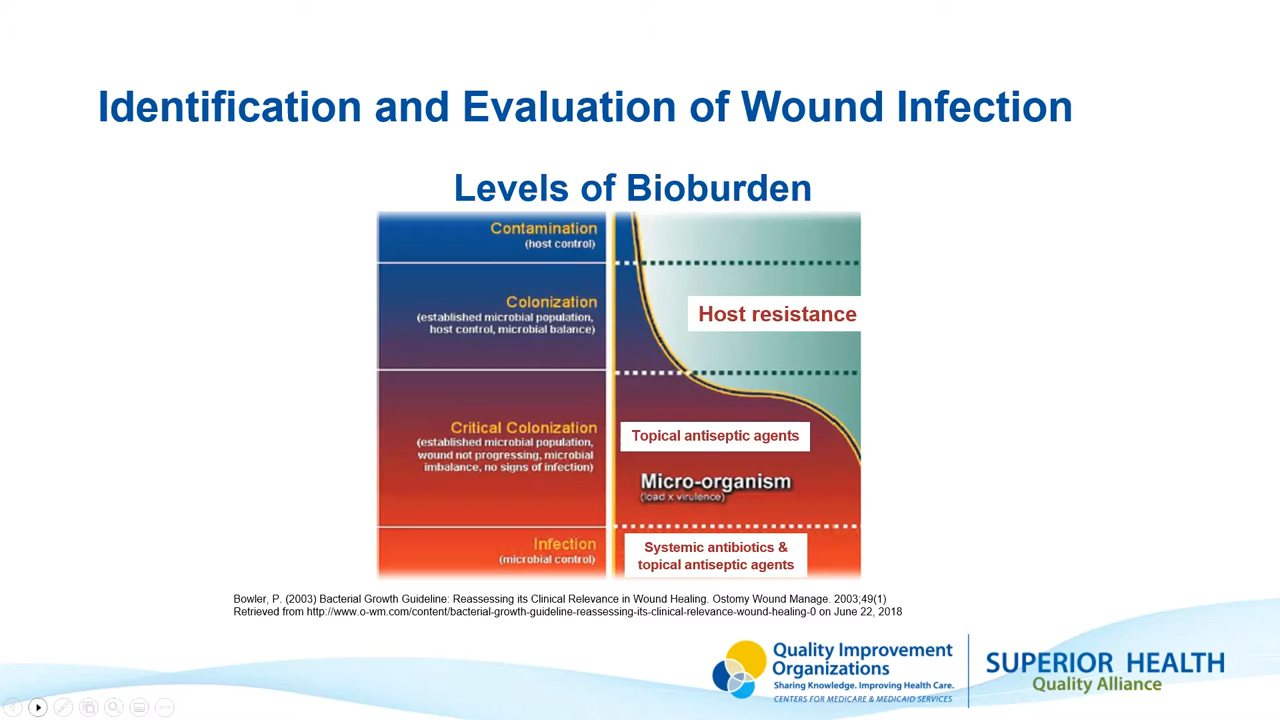 Identification and Evaluation of Wound Infection
Levels of Bioburden
Contamination
(host control)
Colonization
(established microbial population,
host control, microbial balance)
Host resistance
Critical Colonization
(established microbial population,
wound not progressing, microbial
imbalance, no signs of infection)
Topical antiseptic agents
Micro-organism
(load x virulence)
Infection
(microbial control)
Systemic antibiotics &
topical antiseptic agents
Bowler, P. (2003) Bacterial Growth Guideline: Reassessing its Clinical Relevance in Wound Healing. Ostomy Wound Manage. 2003;49(1)
Retrieved from http://www.o-wm.com/content/bacterial-growth-guideline-reassessing-its-clinical-relevance-wound-healing-0 on June 22, 2018
Quality Improvement
Organizations
Sharing Knowledge. Improving Health Care.
CENTERS FOR MEDICARE & MEDICAID SERVICES
SUPERIOR HEALTH
Quality Alliance